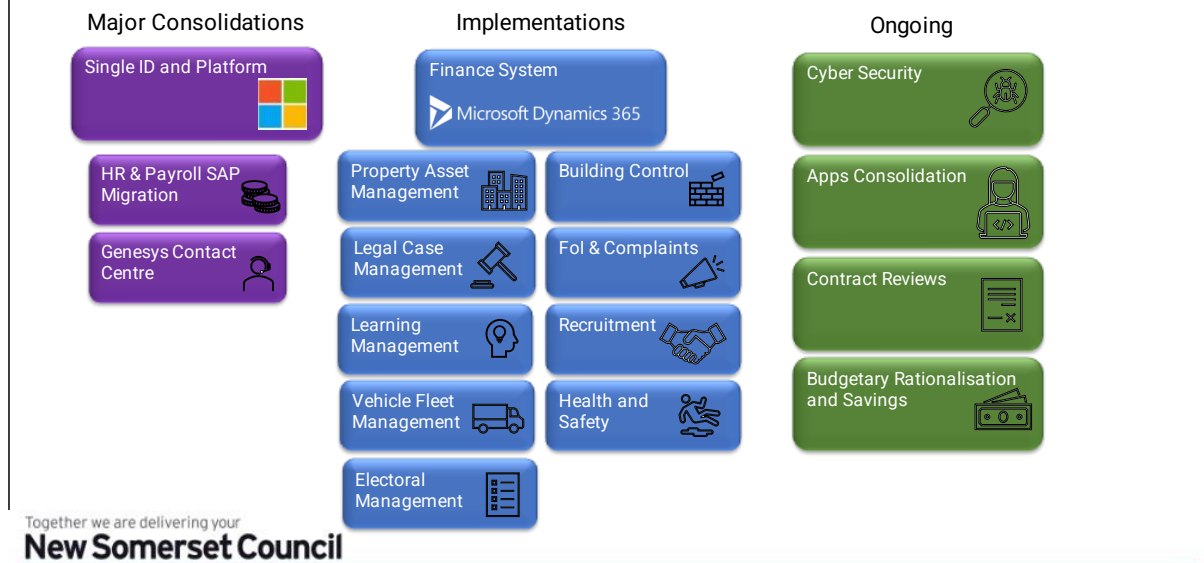 Major Consolidations
Single ID and Platform
HR & Payroll SAP
Migration
Genesys Contact
Centre
Implementations
Finance System
Microsoft Dynamics 365
Property Asset
Management
Building Control
Legal Case
Management
FoI & Complaints
Learning
Management
Recruitment
Vehicle Fleet
Management
Health and
Safety
Electoral
Management
Ongoing
Cyber Security
Apps Consolidation
</>
Contract Reviews
Budgetary Rationalisation
and Savings
Together we are delivering your
New Somerset Council